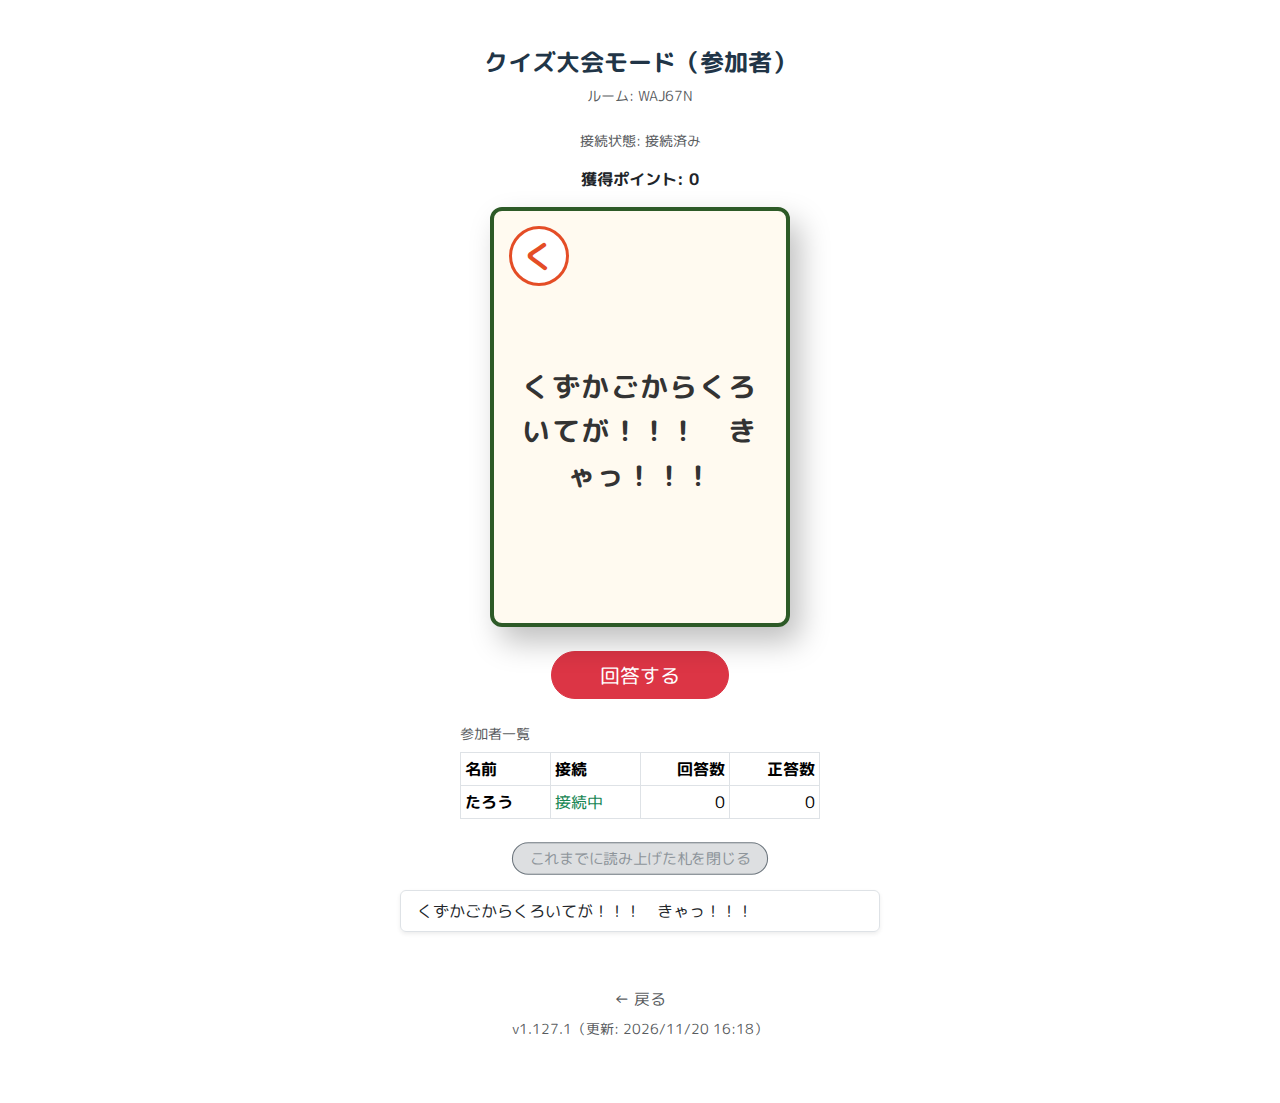 クイズ大会モード（参加者）
ルーム: WAJ67N
接続状態: 接続済み
獲得ポイント: 0
く
くずかごからくろ
いてが！！！　き
ゃっ！！！
回答する
参加者一覧
名前 接続 回答数 正答数
たろう 接続中 0 0
これまでに読み上げた札を閉じる
くずかごからくろいてが！！！　きゃっ！！！
← 戻る
v1.127.1（更新: 2026/11/20 16:18）